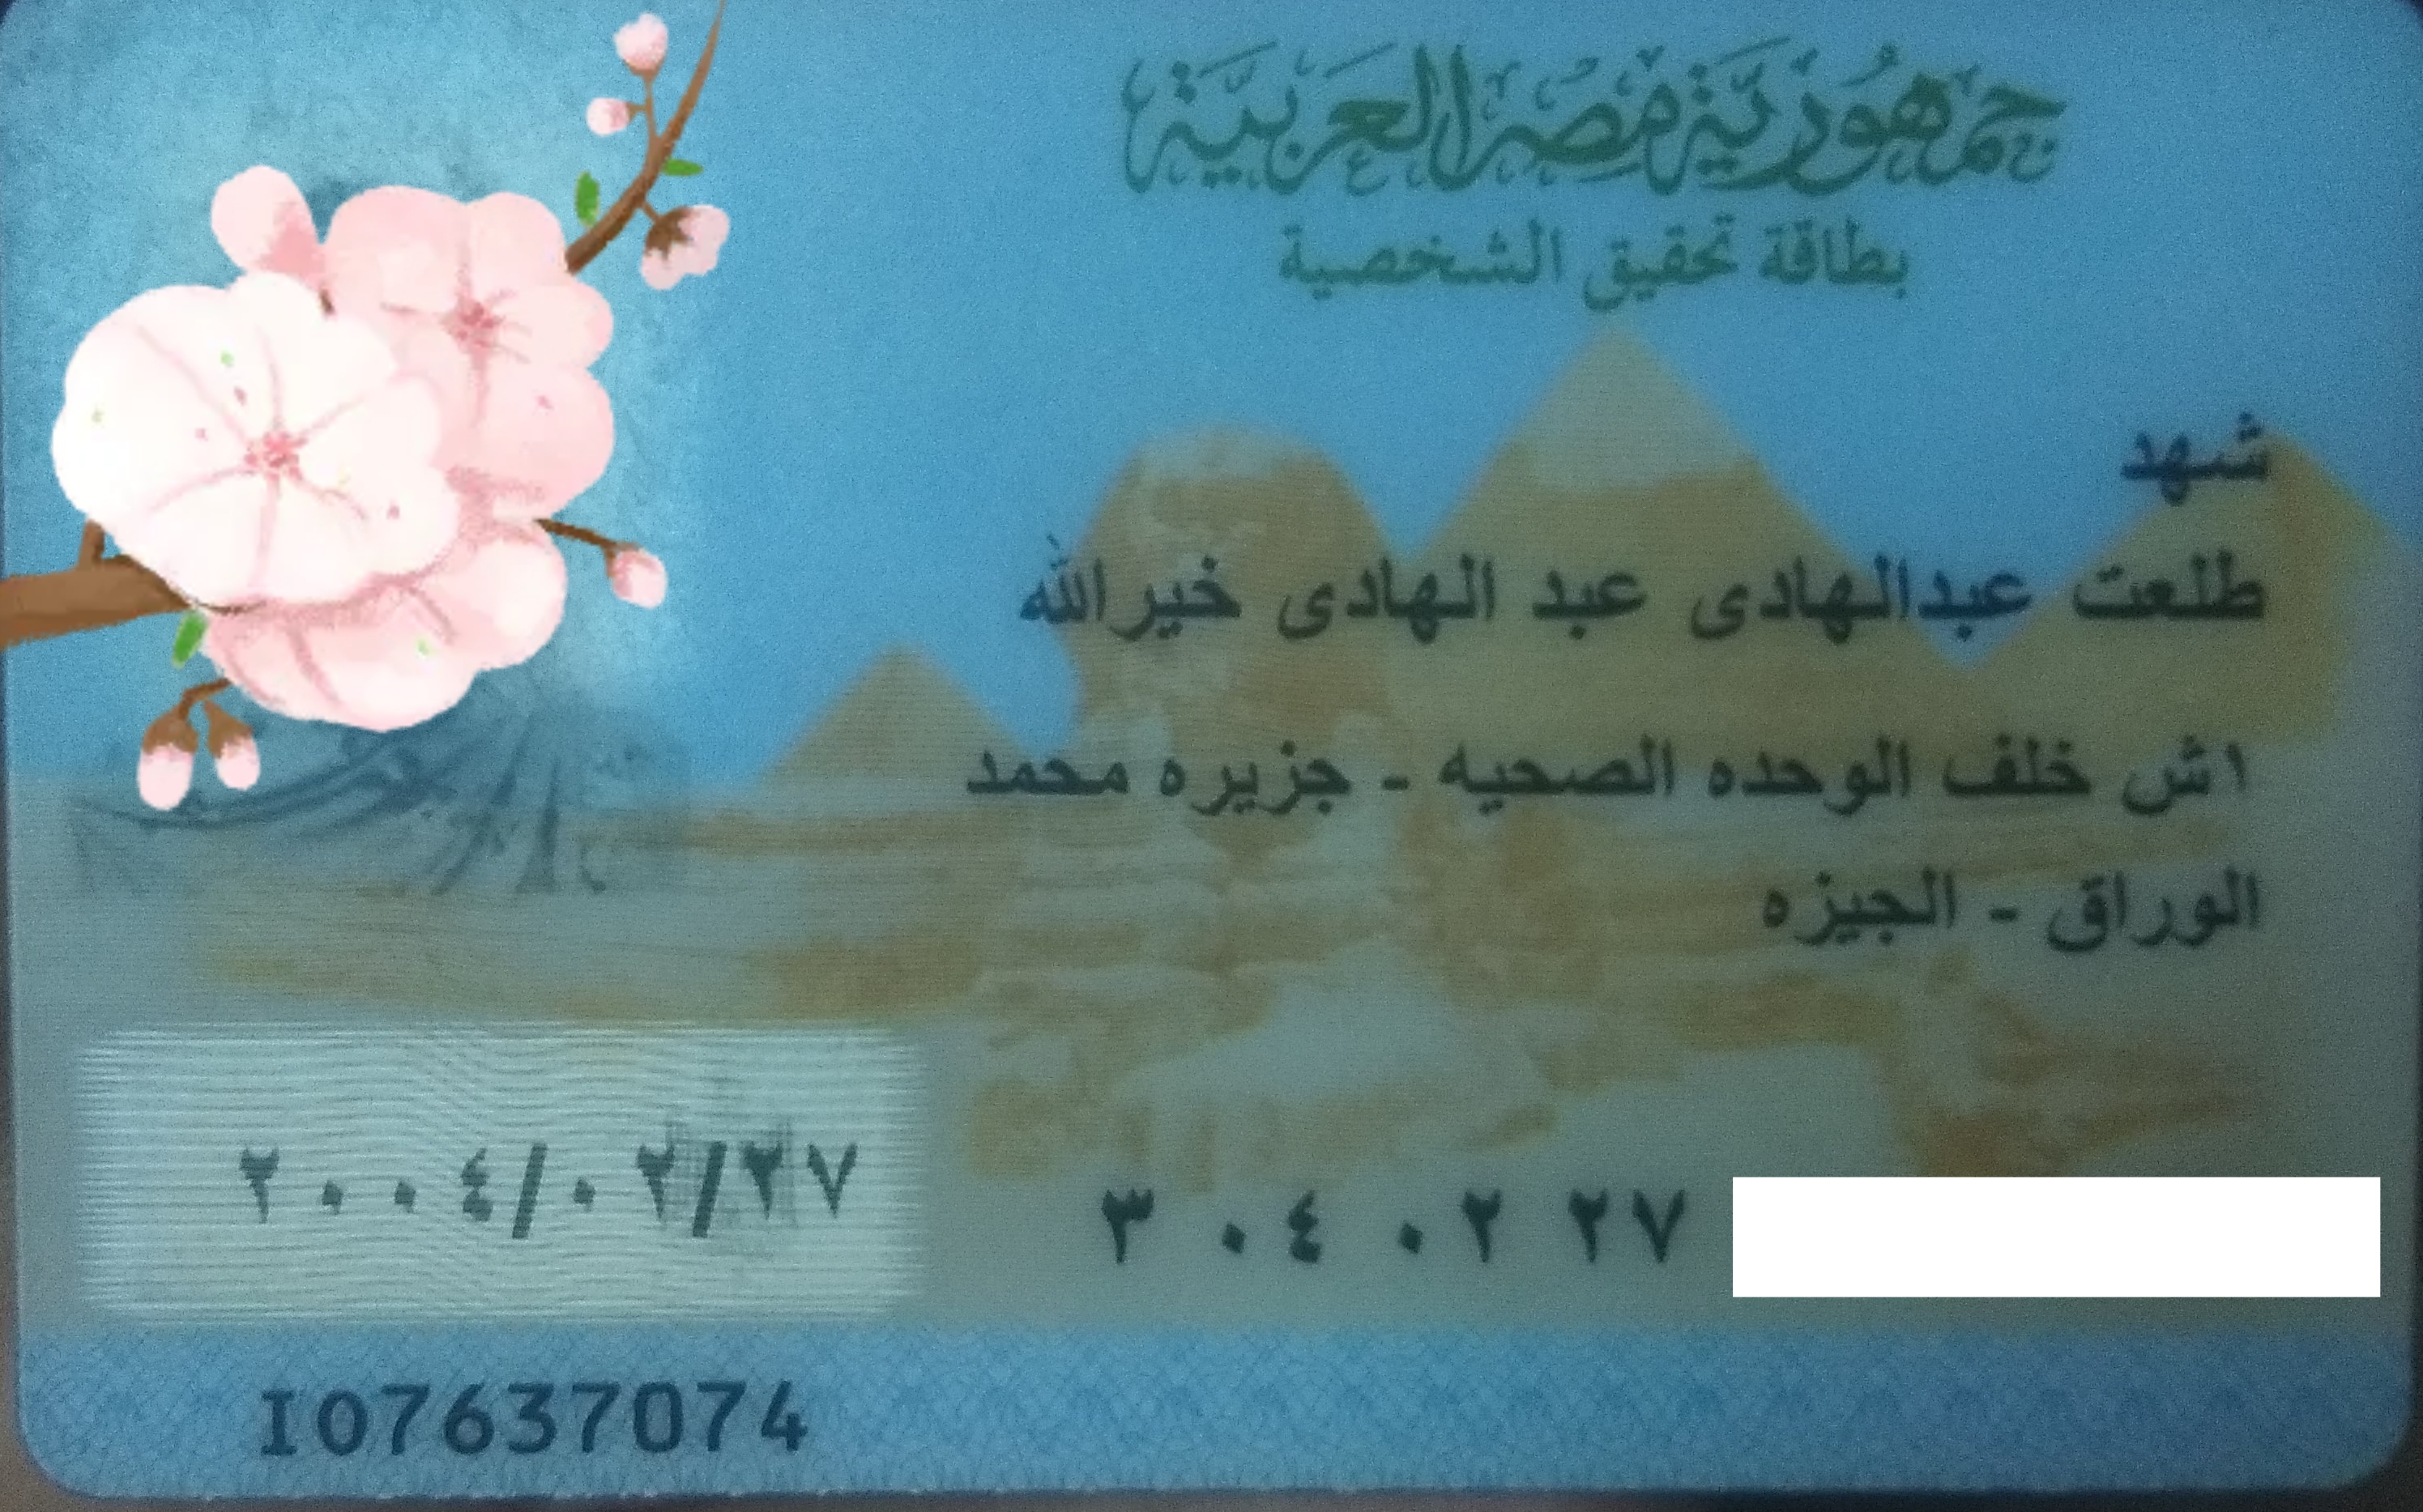 جمهورية مصر العربية
بطاقة تحقيق الشخصية
شهد
طلعت عبدالهادى عبد الهادى خيرالله
١ش خلف الوحده الصحيه - جزيره محمد
الوراق - الجيزه
٢٠٠٤/٠٢/٢٧
٣ ٠٤ ٠٢ ٢٧
I07637074